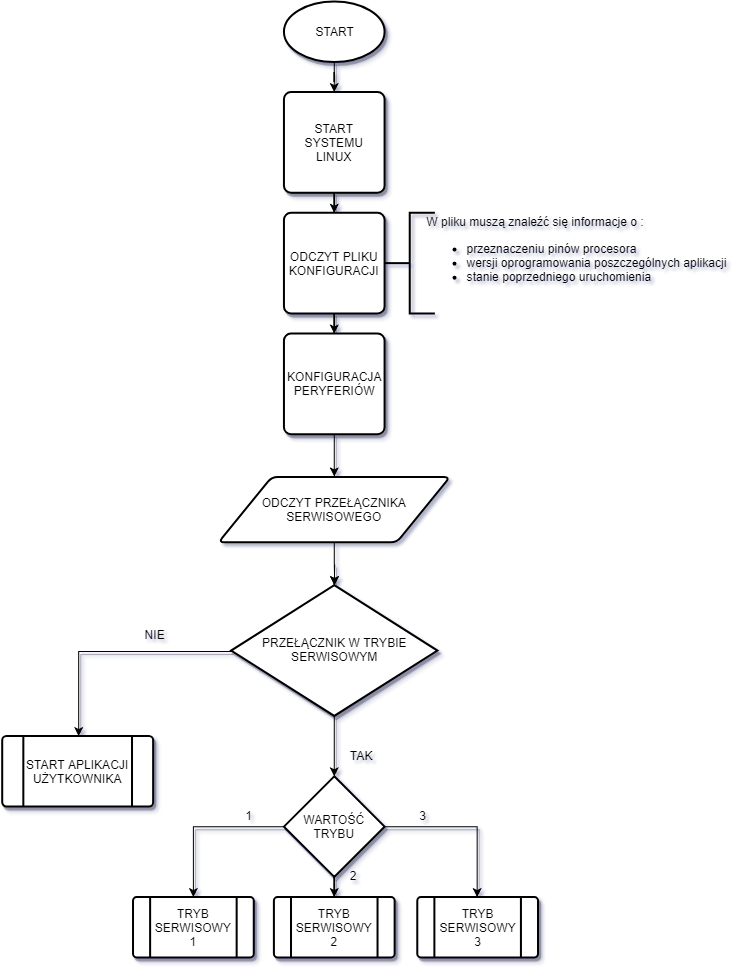 START
START
SYSTEMU
LINUX
ODCZYT PLIKU
KONFIGURACJI
W pliku muszą znaleźć się informacje o :
przeznaczeniu pinów procesora
wersji oprogramowania poszczególnych aplikacji
stanie poprzedniego uruchomienia
KONFIGURACJA
PERYFERIÓW
ODCZYT PRZEŁĄCZNIKA
SERWISOWEGO
PRZEŁĄCZNIK W TRYBIE
SERWISOWYM
NIE
START APLIKACJI
UŻYTKOWNIKA
TAK
WARTOŚĆ
TRYBU
1
2
3
TRYB
SERWISOWY
1
TRYB
SERWISOWY
2
TRYB
SERWISOWY
3